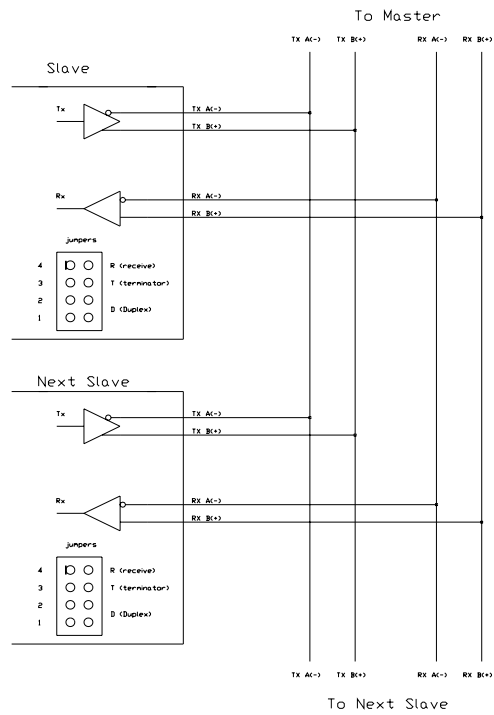 To Master
TX A(-) TX B(+) RX A(-) RX B(+)
Slave
Tx
TX A(-)
TX B(+)
Rx
RX A(-)
RX B(+)
jumpers
4 R (receive)
3 T (terminator)
2
D (Duplex)
1
Next Slave
Tx
TX A(-)
TX B(+)
Rx
RX A(-)
RX B(+)
jumpers
4 R (receive)
3 T (terminator)
2
D (Duplex)
1
TX A(-) TX B(+) RX A(-) RX B(+)
To Next Slave